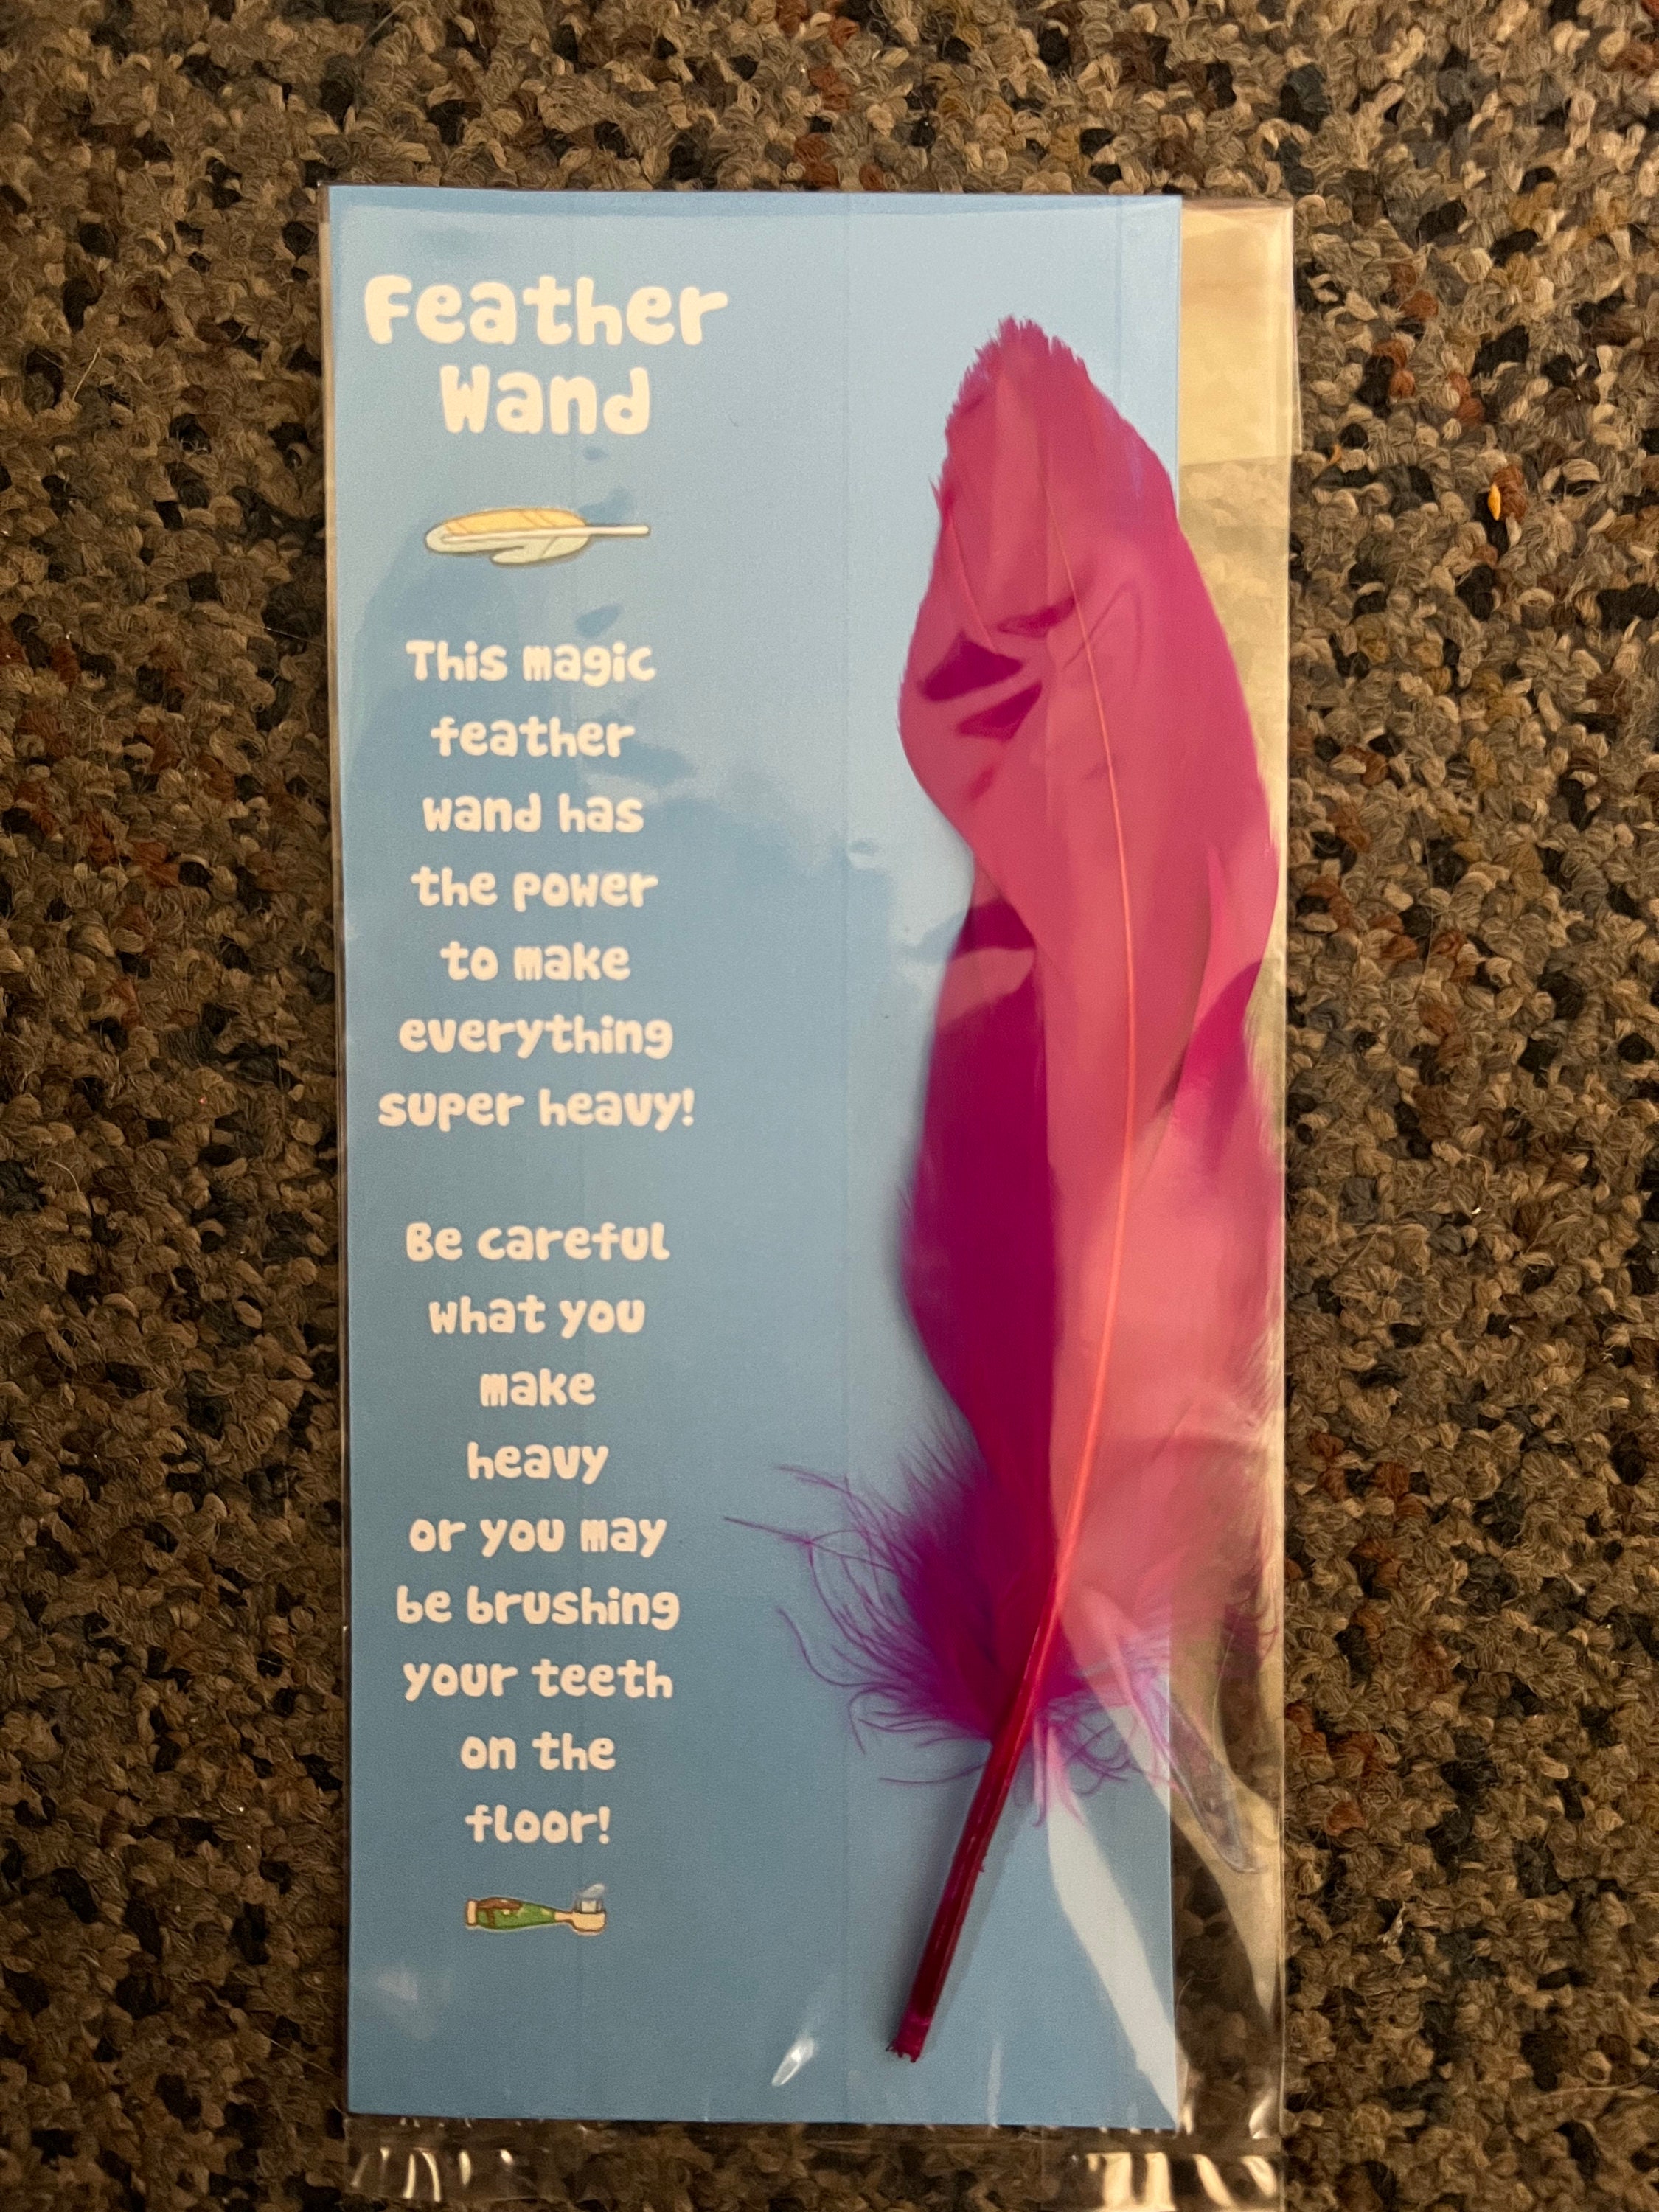 Feather
Wand
This magic
feather
wand has
the power
to make
everything
super heavy!
Be careful
what you
make
heavy
or you may
be brushing
your teeth
on the
floor!